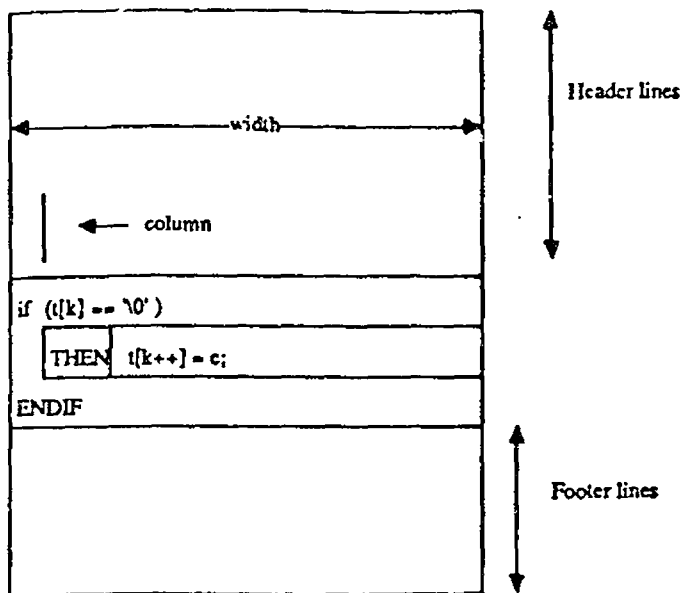 Header lines
width
column
if (t[k] == '\0' )
THEN t[k++] = c;
ENDIF
Footer lines